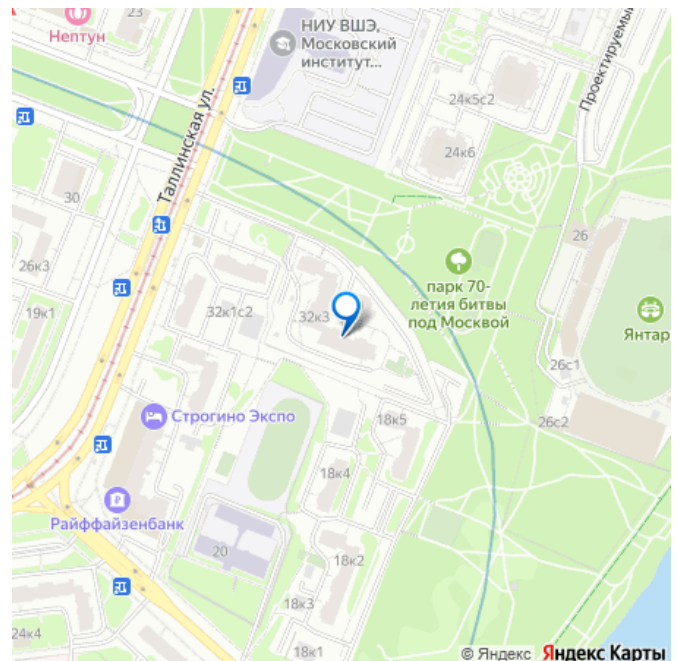 Нептун
23
НИУ ВШЭ,
Московский
институт...
24к5с2
Проектируемый
24к6
Таллинская ул.
30
26
26к3
парк 70-
летия битвы
под Москвой
19к1
32к1с2
32к3
Янтар
26с1
Строгино Экспо
18к5
26с2
18к4
Райффайзенбанк
20
18к2
18к3
24к4
18к1
© Яндекс Яндекс Карты